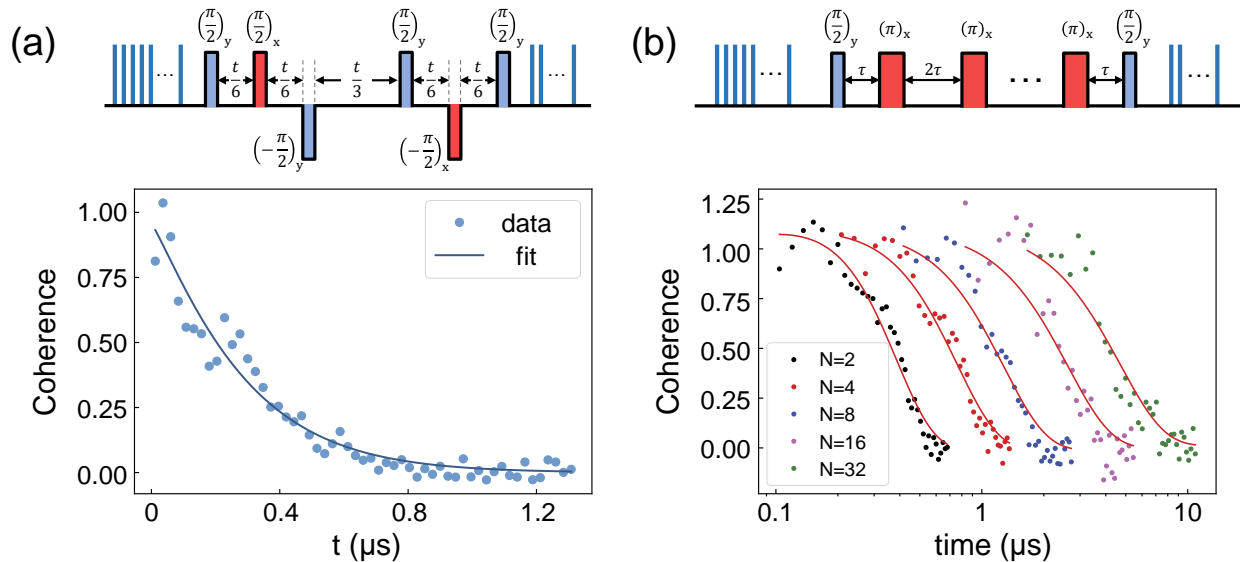 (a)
(π/2)y (π/2)x (π/2)y (π/2)y
... t/6 t/6 t/3 t/6 t/6 ...
(-π/2)y (-π/2)x
1.00
0.75
0.50
0.25
0.00
Coherence
data
fit
0 0.4 0.8 1.2
t (μs)
(b)
(π/2)y (π)x (π)x (π)x (π/2)y
... τ 2τ ... τ ...
1.25
1.00
0.75
0.50
0.25
0.00
Coherence
N=2
N=4
N=8
N=16
N=32
0.1 1 10
time (μs)